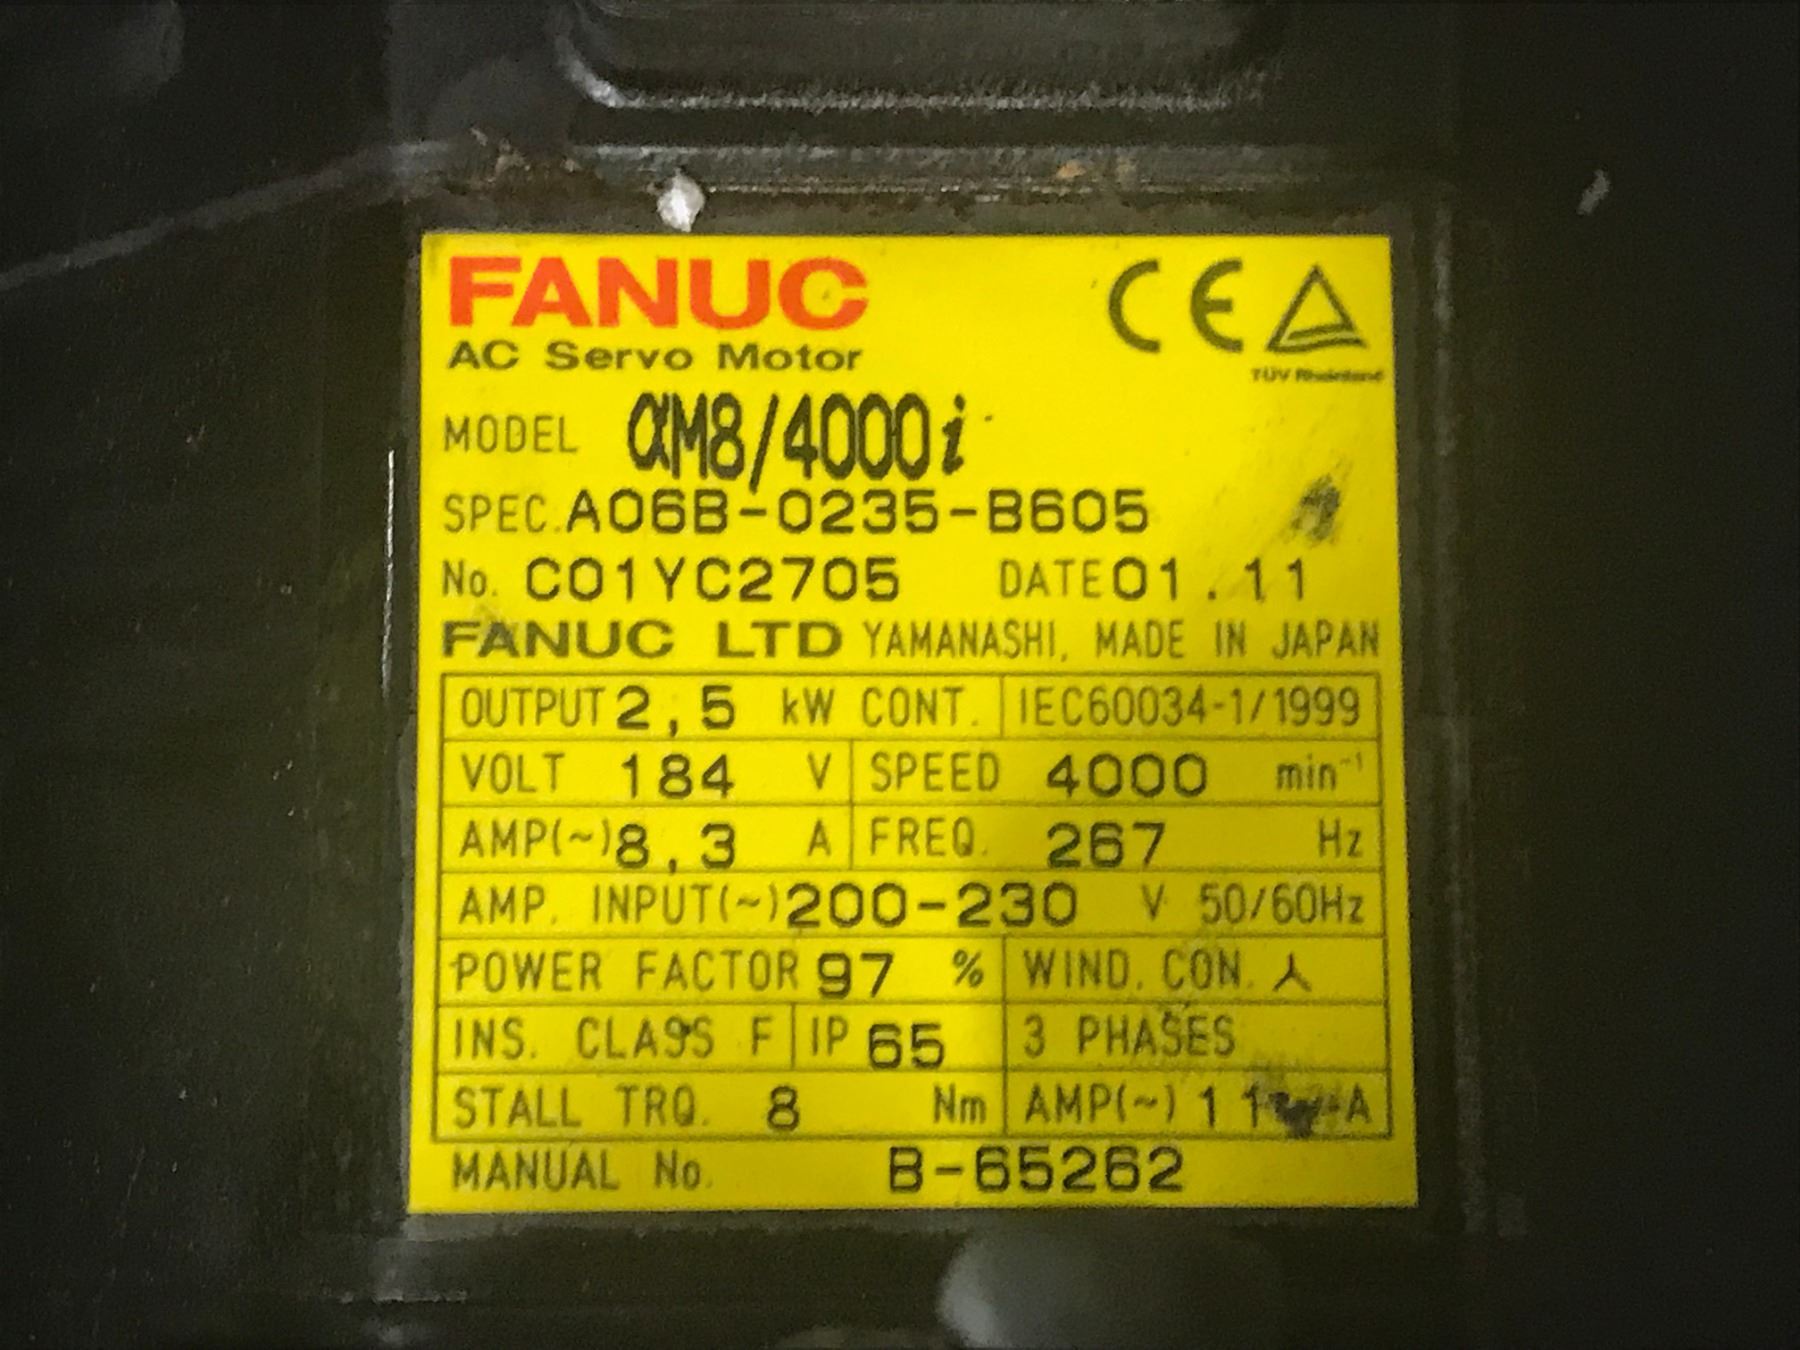 FANUC
AC Servo Motor
CE
TÜV Rheinland
MODEL αM8/4000i
SPEC. A06B-0235-B605
No. C01YC2705 DATE 01.11
FANUC LTD YAMANASHI, MADE IN JAPAN
OUTPUT 2,5 kW CONT. IEC60034-1/1999
VOLT 184 V SPEED 4000 min⁻¹
AMP(~) 8,3 A FREQ. 267 Hz
AMP. INPUT(~) 200-230 V 50/60Hz
POWER FACTOR 97 % WIND. CON. 人
INS. CLASS F IP 65 3 PHASES
STALL TRQ. 8 Nm AMP(~) A
MANUAL No. B-65262